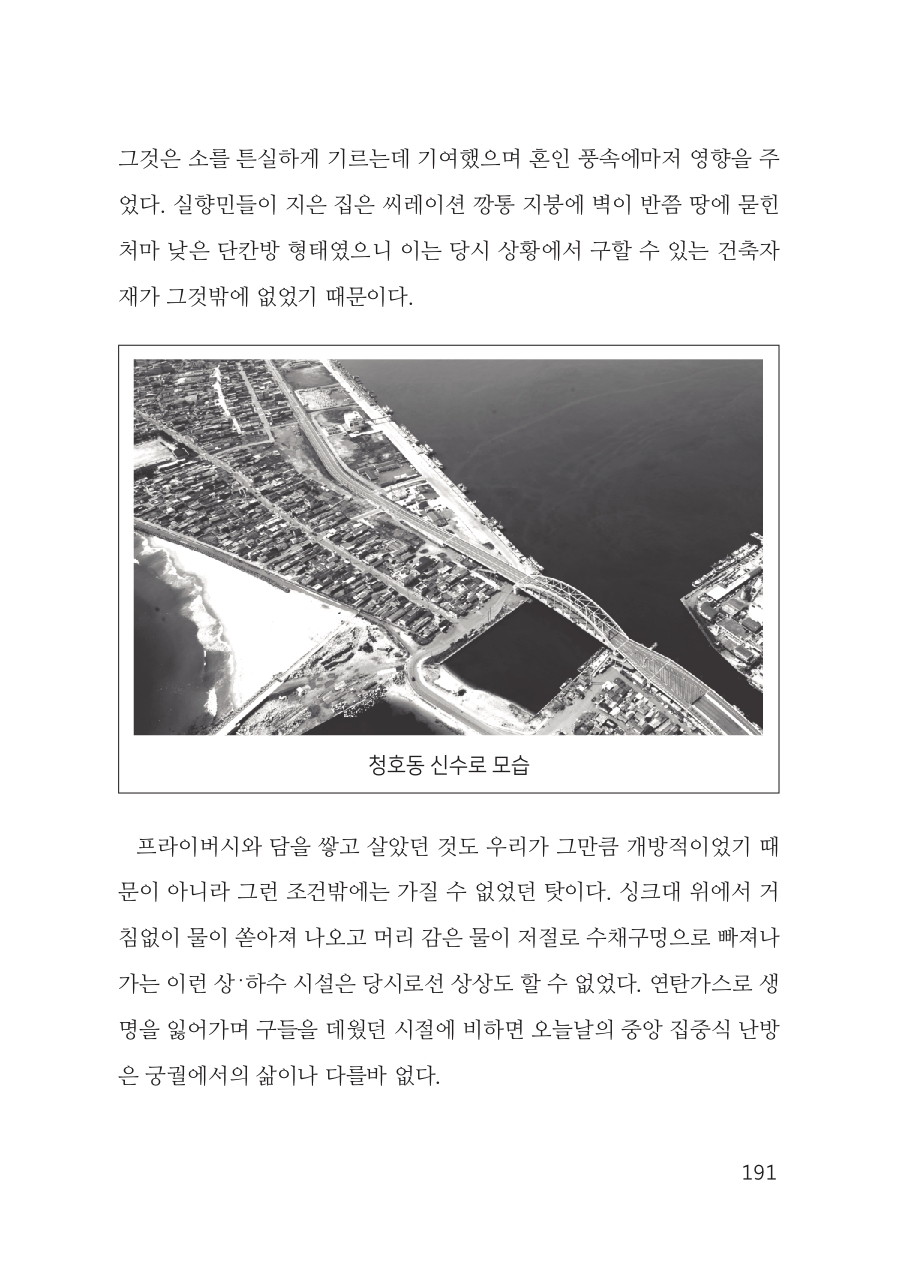 그것은 소를 튼실하게 기르는데 기여했으며 혼인 풍속에마저 영향을 주
었다. 실향민들이 지은 집은 씨레이션 깡통 지붕에 벽이 반쯤 땅에 묻힌
처마 낮은 단칸방 형태였으니 이는 당시 상황에서 구할 수 있는 건축자
재가 그것밖에 없었기 때문이다.
청호동 신수로 모습
프라이버시와 담을 쌓고 살았던 것도 우리가 그만큼 개방적이었기 때
문이 아니라 그런 조건밖에는 가질 수 없었던 탓이다. 싱크대 위에서 거
침없이 물이 쏟아져 나오고 머리 감은 물이 저절로 수채구멍으로 빠져나
가는 이런 상·하수 시설은 당시로선 상상도 할 수 없었다. 연탄가스로 생
명을 잃어가며 구들을 데웠던 시절에 비하면 오늘날의 중앙 집중식 난방
은 궁궐에서의 삶이나 다를바 없다.
191